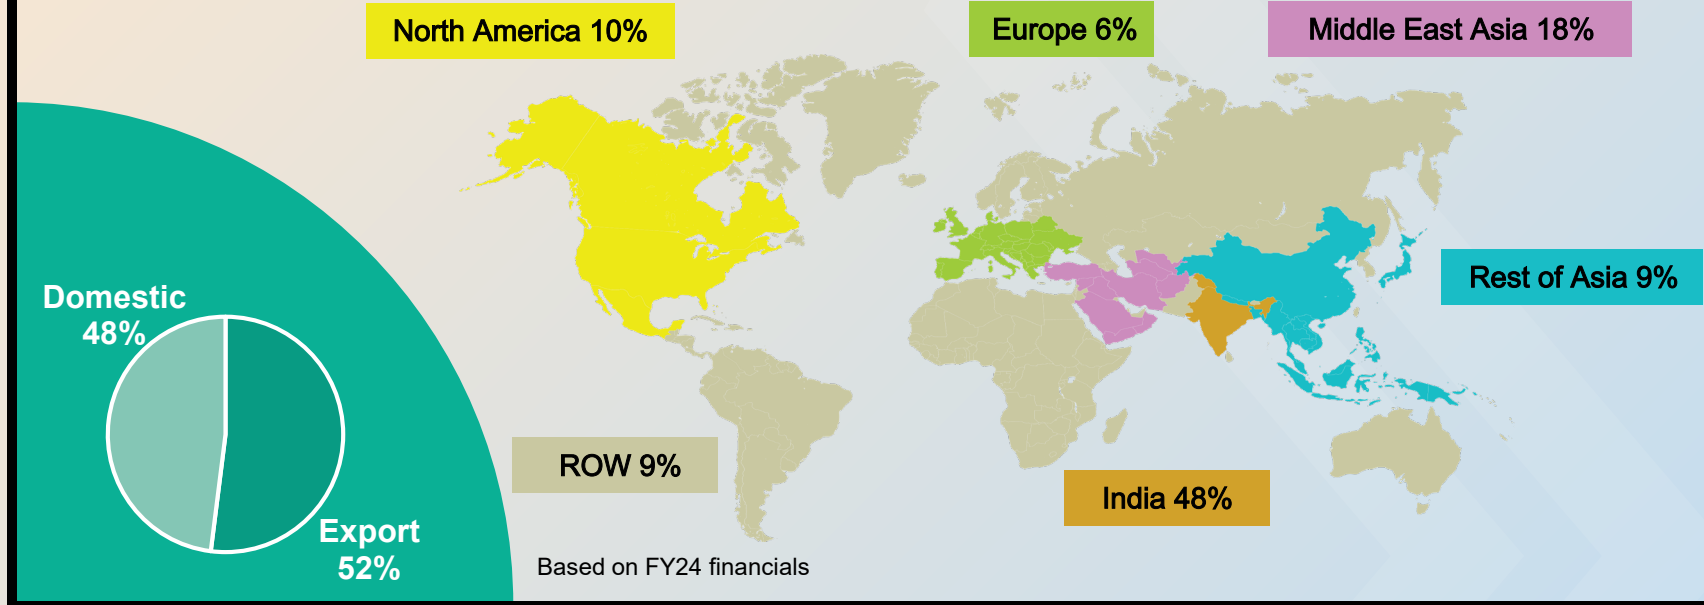 North America 10%
Europe 6%
Middle East Asia 18%
Rest of Asia 9%
Domestic
48%
ROW 9%
India 48%
Export
52%
Based on FY24 financials